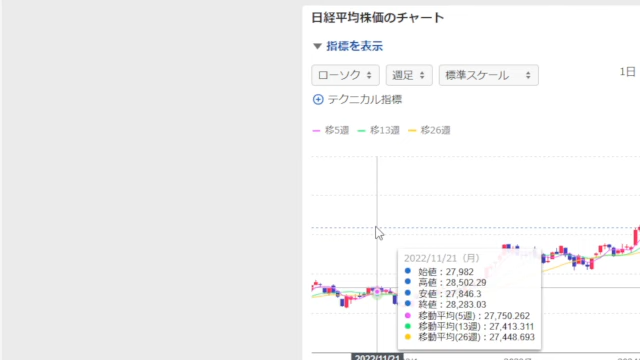 日経平均株価のチャート
▼ 指標を表示
ローソク 週足 標準スケール 1日
テクニカル指標
移5週 移13週 移26週
2022/11/21（月）
始値：27,982
高値：28,502.29
安値：27,846.3
終値：28,283.03
移動平均(5週)：27,750.262
移動平均(13週)：27,413.311
移動平均(26週)：27,448.693
2022/11/21